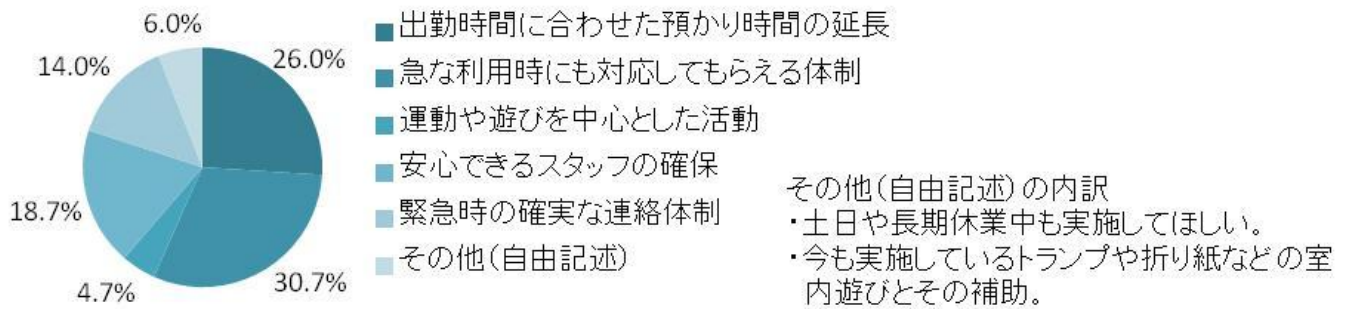 6.0%
14.0%
26.0%
18.7%
4.7%
30.7%
出勤時間に合わせた預かり時間の延長
急な利用時にも対応してもらえる体制
運動や遊びを中心とした活動
安心できるスタッフの確保
緊急時の確実な連絡体制
その他(自由記述)
その他(自由記述)の内訳
・土日や長期休業中も実施してほしい。
・今も実施しているトランプや折り紙などの室
内遊びとその補助。